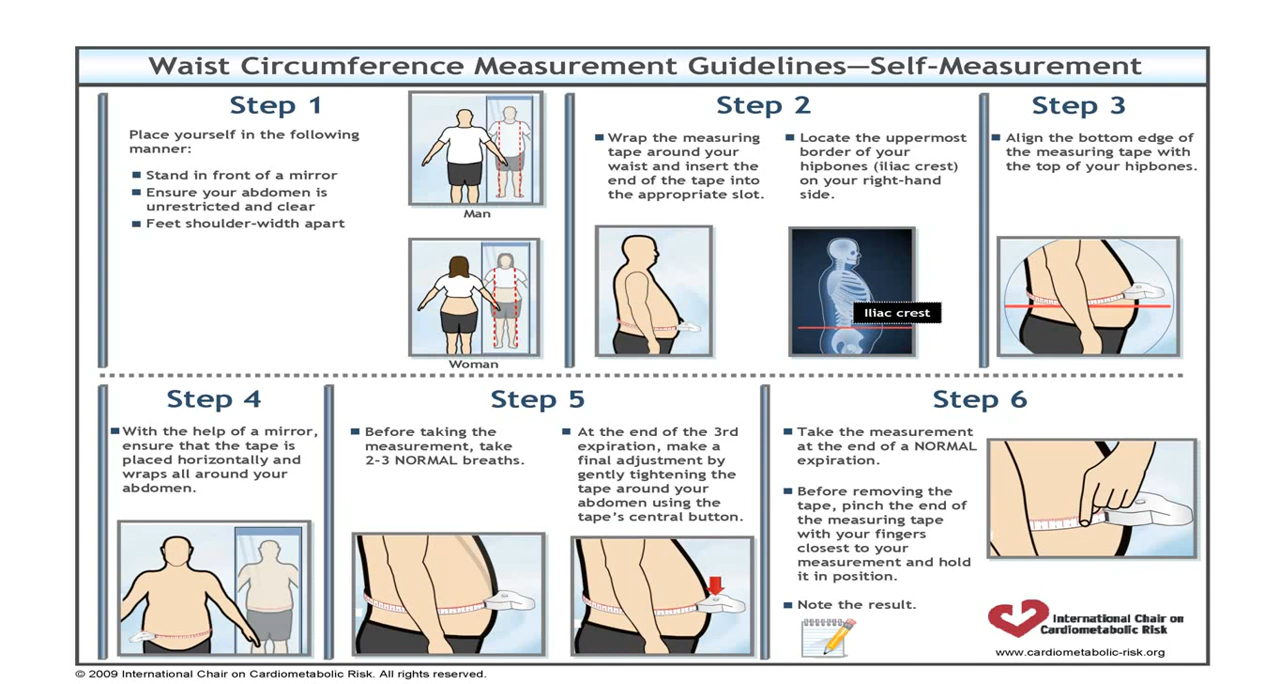 Waist Circumference Measurement Guidelines—Self-Measurement
Step 1
Place yourself in the following
manner:
Stand in front of a mirror
Ensure your abdomen is
unrestricted and clear
Feet shoulder-width apart
Man
Woman
Step 2
Wrap the measuring
tape around your
waist and insert the
end of the tape into
the appropriate slot.
Locate the uppermost
border of your
hipbones (iliac crest)
on your right-hand
side.
Iliac crest
Step 3
Align the bottom edge of
the measuring tape with
the top of your hipbones.
Step 4
With the help of a mirror,
ensure that the tape is
placed horizontally and
wraps all around your
abdomen.
Step 5
Before taking the
measurement, take
2-3 NORMAL breaths.
At the end of the 3rd
expiration, make a
final adjustment by
gently tightening the
tape around your
abdomen using the
tape's central button.
Step 6
Take the measurement
at the end of a NORMAL
expiration.
Before removing the
tape, pinch the end of
the measuring tape
with your fingers
closest to your
measurement and hold
it in position.
Note the result.
International Chair on
Cardiometabolic Risk
www.cardiometabolic-risk.org
© 2009 International Chair on Cardiometabolic Risk. All rights reserved.